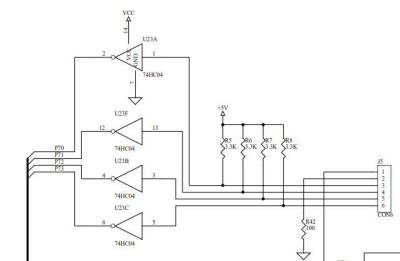 VCC
14
U23A
2
VCC
GND
1
74HC04
7
U23F
12
13
74HC04
+5V
R5
3.3K
R6
3.3K
R7
3.3K
R8
3.3K
P70
P71
P72
P73
U23B
4
3
74HC04
J5
1
2
3
4
5
6
CON6
U23C
6
5
74HC04
R42
100